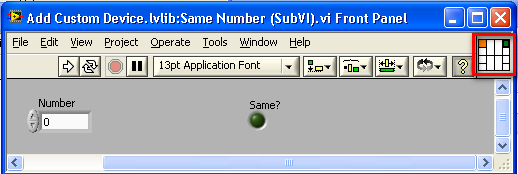 Add Custom Device.lvlib:Same Number (SubVI).vi Front Panel
File Edit View Project Operate Tools Window Help
13pt Application Font
?
Number Same?
0